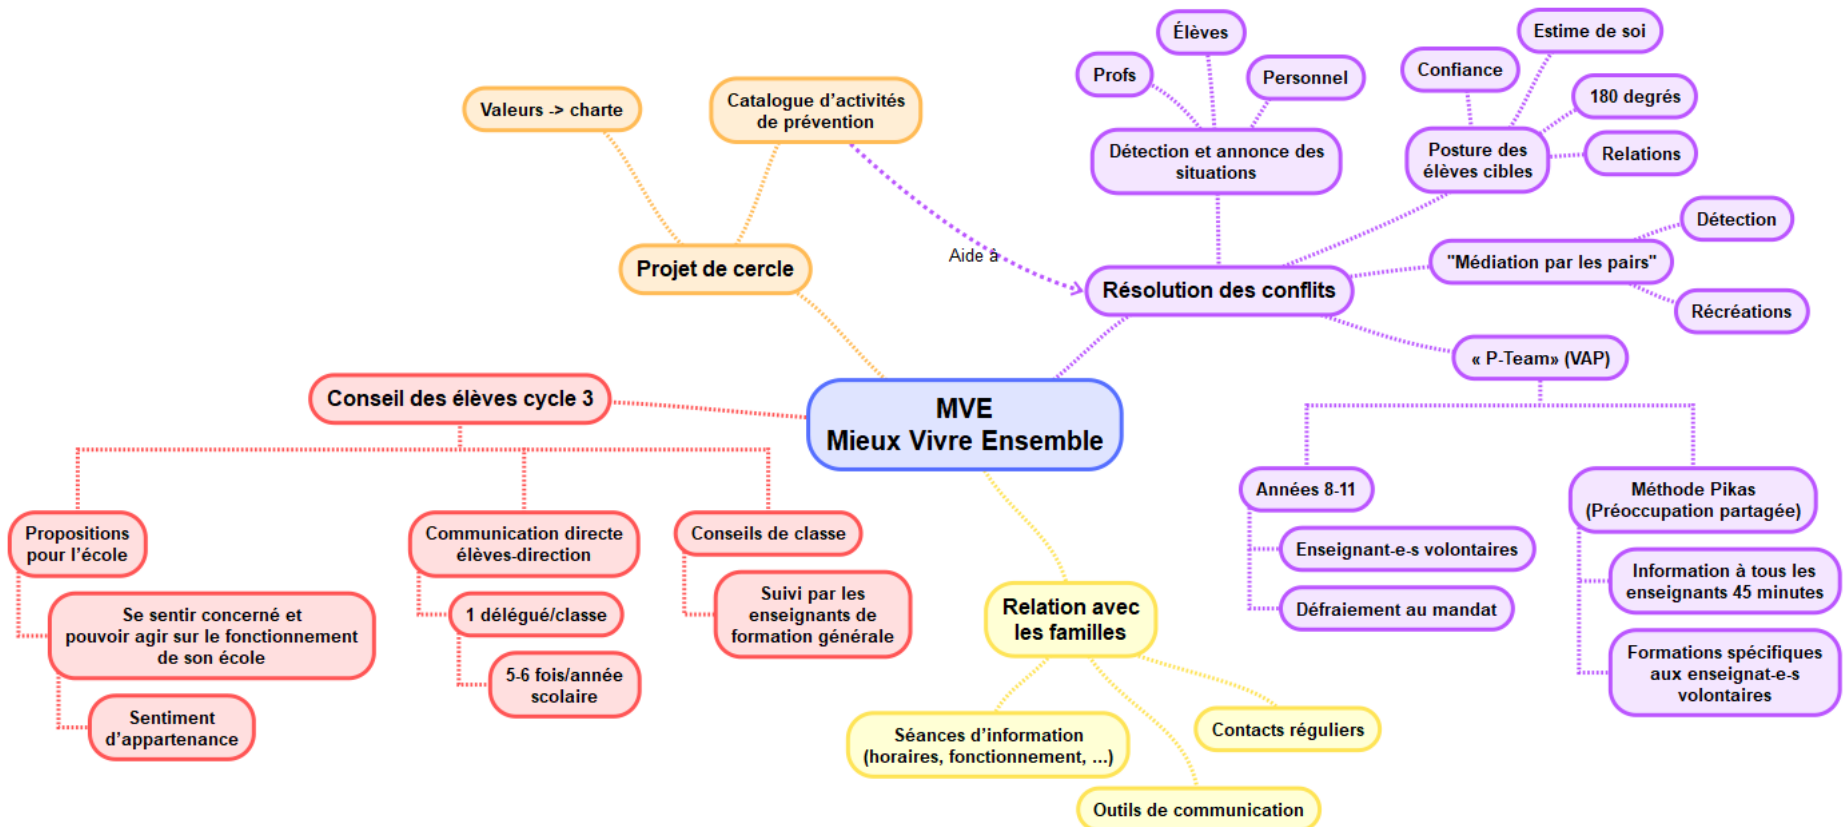 Élèves
Estime de soi
Profs
Personnel
Confiance
Valeurs -> charte
Catalogue d’activités
de prévention
180 degrés
Détection et annonce des
situations
Posture des
élèves cibles
Relations
Détection
Aide à
Projet de cercle
"Médiation par les pairs"
Résolution des conflits
Récréations
« P-Team» (VAP)
Conseil des élèves cycle 3
MVE
Mieux Vivre Ensemble
Années 8-11
Méthode Pikas
(Préoccupation partagée)
Enseignant-e-s volontaires
Défraiement au mandat
Information à tous les
enseignants 45 minutes
Formations spécifiques
aux enseignat-e-s
volontaires
Propositions
pour l’école
Se sentir concerné et
pouvoir agir sur le fonctionnement
de son école
Sentiment
d’appartenance
Communication directe
élèves-direction
1 délégué/classe
5-6 fois/année
scolaire
Conseils de classe
Suivi par les
enseignants de
formation générale
Relation avec
les familles
Séances d’information
(horaires, fonctionnement, ...)
Contacts réguliers
Outils de communication